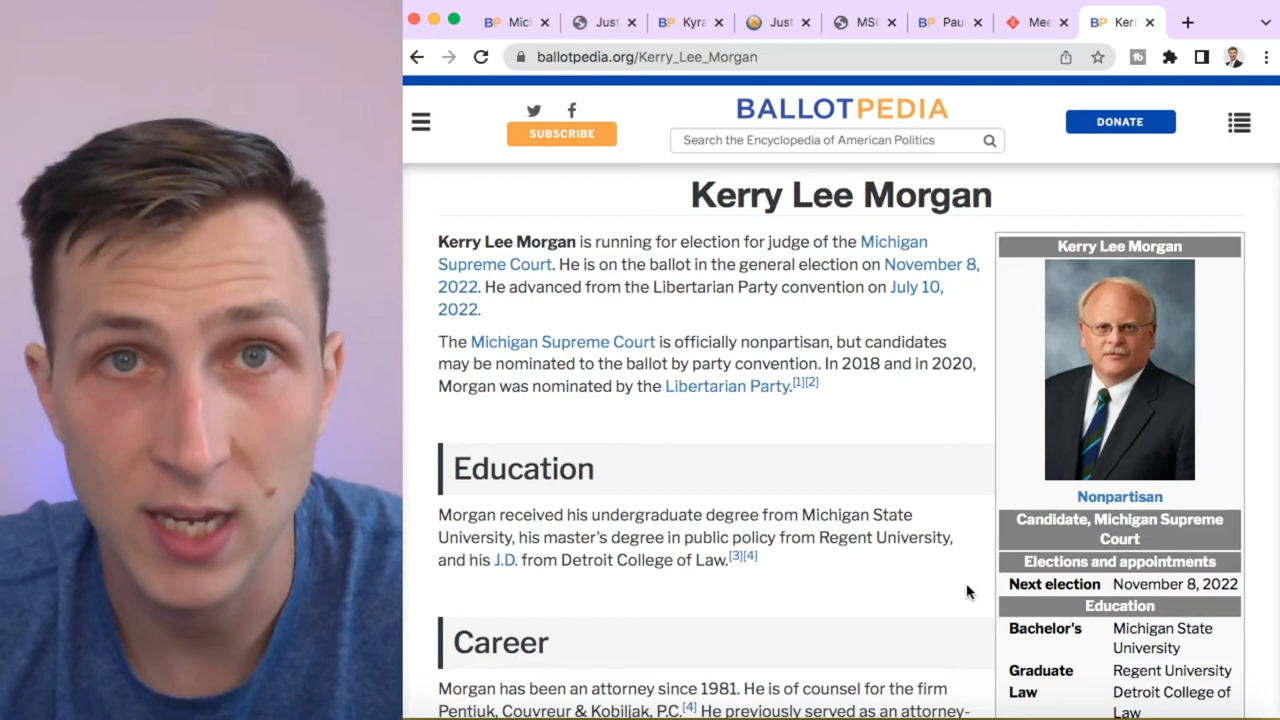 BP Mic
Just
BP Kyra
Just
MSC
BP Pau
Mee
BP Kerr
ballotpedia.org/Kerry_Lee_Morgan
SUBSCRIBE
BALLOTPEDIA
Search the Encyclopedia of American Politics
DONATE
Kerry Lee Morgan
Kerry Lee Morgan is running for election for judge of the Michigan
Supreme Court. He is on the ballot in the general election on November 8,
2022. He advanced from the Libertarian Party convention on July 10,
2022.
The Michigan Supreme Court is officially nonpartisan, but candidates
may be nominated to the ballot by party convention. In 2018 and in 2020,
Morgan was nominated by the Libertarian Party.[1][2]
Education
Morgan received his undergraduate degree from Michigan State
University, his master's degree in public policy from Regent University,
and his J.D. from Detroit College of Law.[3][4]
Career
Morgan has been an attorney since 1981. He is of counsel for the firm
Pentiuk, Couvreur & Kobiljak, P.C.[4] He previously served as an attorney-
Kerry Lee Morgan
Nonpartisan
Candidate, Michigan Supreme
Court
Elections and appointments
Next election November 8, 2022
Education
Bachelor's Michigan State
University
Graduate Regent University
Law Detroit College of
Law